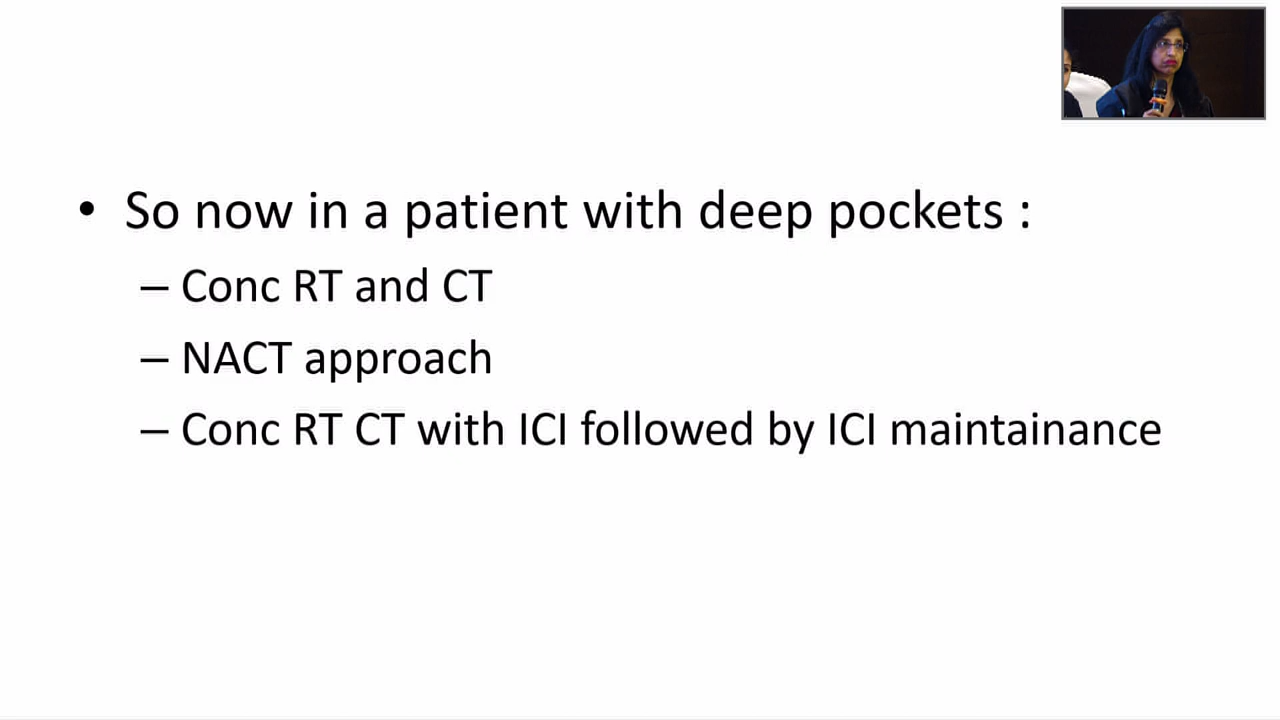 • So now in a patient with deep pockets :
– Conc RT and CT
– NACT approach
– Conc RT CT with ICI followed by ICI maintainance